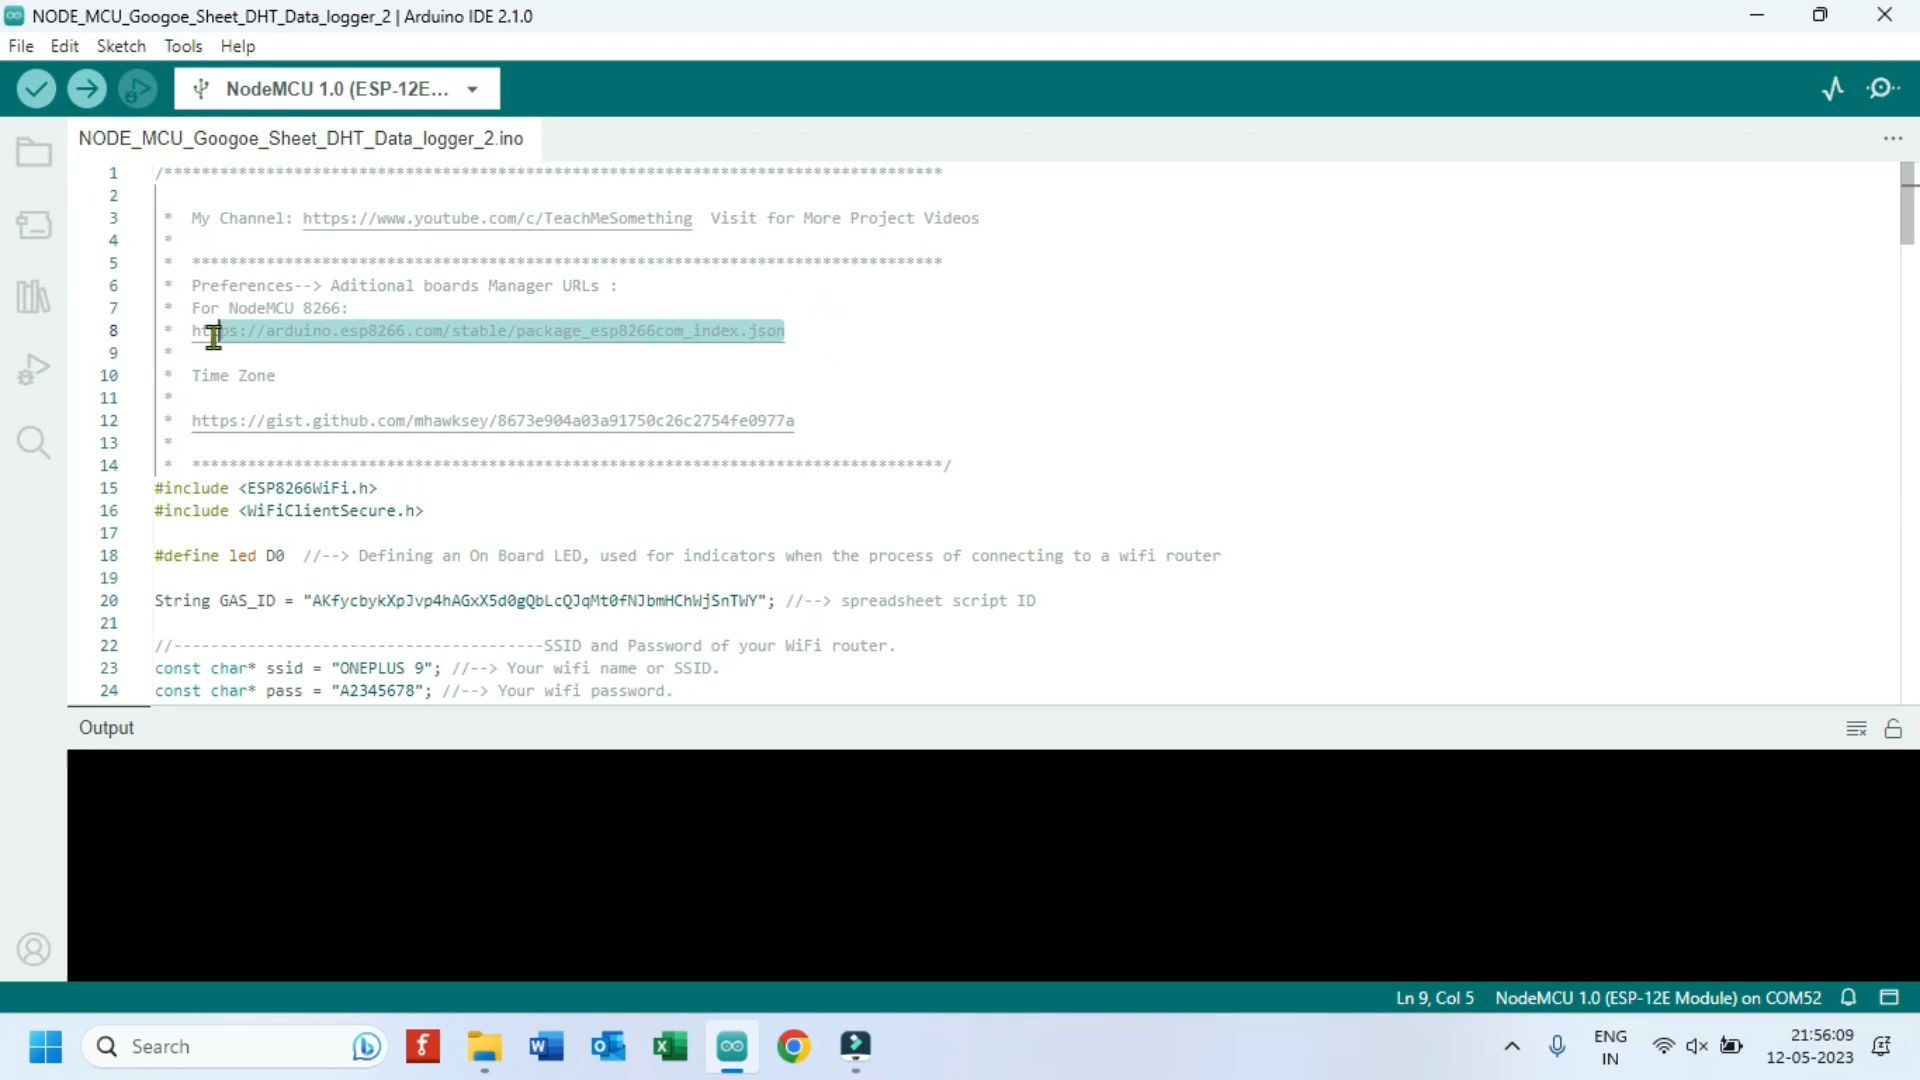 NODE_MCU_Googoe_Sheet_DHT_Data_logger_2 | Arduino IDE 2.1.0
File Edit Sketch Tools Help
NodeMCU 1.0 (ESP-12E...
NODE_MCU_Googoe_Sheet_DHT_Data_logger_2.ino
1 /************************************************************************************
2
3 * My Channel: https://www.youtube.com/c/TeachMeSomething Visit for More Project Videos
4 *
5 * *********************************************************************************
6 * Preferences--> Aditional boards Manager URLs :
7 * For NodeMCU 8266:
8 * https://arduino.esp8266.com/stable/package_esp8266com_index.json
9 *
10 * Time Zone
11 *
12 * https://gist.github.com/mhawksey/8673e904a03a91750c26c2754fe0977a
13 *
14 * *********************************************************************************/
15 #include <ESP8266WiFi.h>
16 #include <WiFiClientSecure.h>
17
18 #define led D0 //--> Defining an On Board LED, used for indicators when the process of connecting to a wifi router
19
20 String GAS_ID = "AKfycbykXpJvp4hAGxX5d0gQbLcQJqMt0fNJbmHChWjSnTWY"; //--> spreadsheet script ID
21
22 //----------------------------------------SSID and Password of your WiFi router.
23 const char* ssid = "ONEPLUS 9"; //--> Your wifi name or SSID.
24 const char* pass = "A2345678"; //--> Your wifi password.
Output
Ln 9, Col 5 NodeMCU 1.0 (ESP-12E Module) on COM52
Search
ENG
IN
21:56:09
12-05-2023